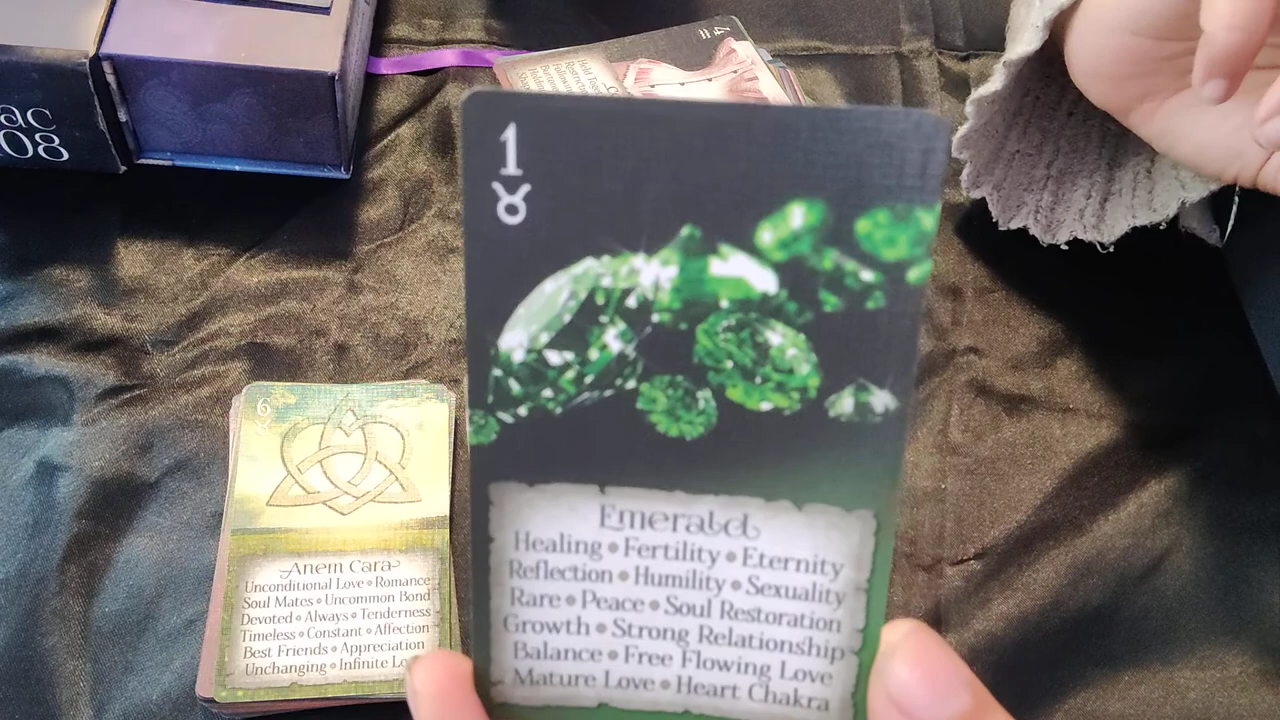 ac
08
4
1
♉
Emerald
Healing • Fertility • Eternity
Reflection • Humility • Sexuality
Rare • Peace • Soul Restoration
Growth • Strong Relationship
Balance • Free Flowing Love
Mature Love • Heart Chakra
6
Anem Cara
Unconditional Love • Romance
Soul Mates • Uncommon Bond
Devoted • Always • Tenderness
Timeless • Constant • Affection
Best Friends • Appreciation
Unchanging • Infinite Lo